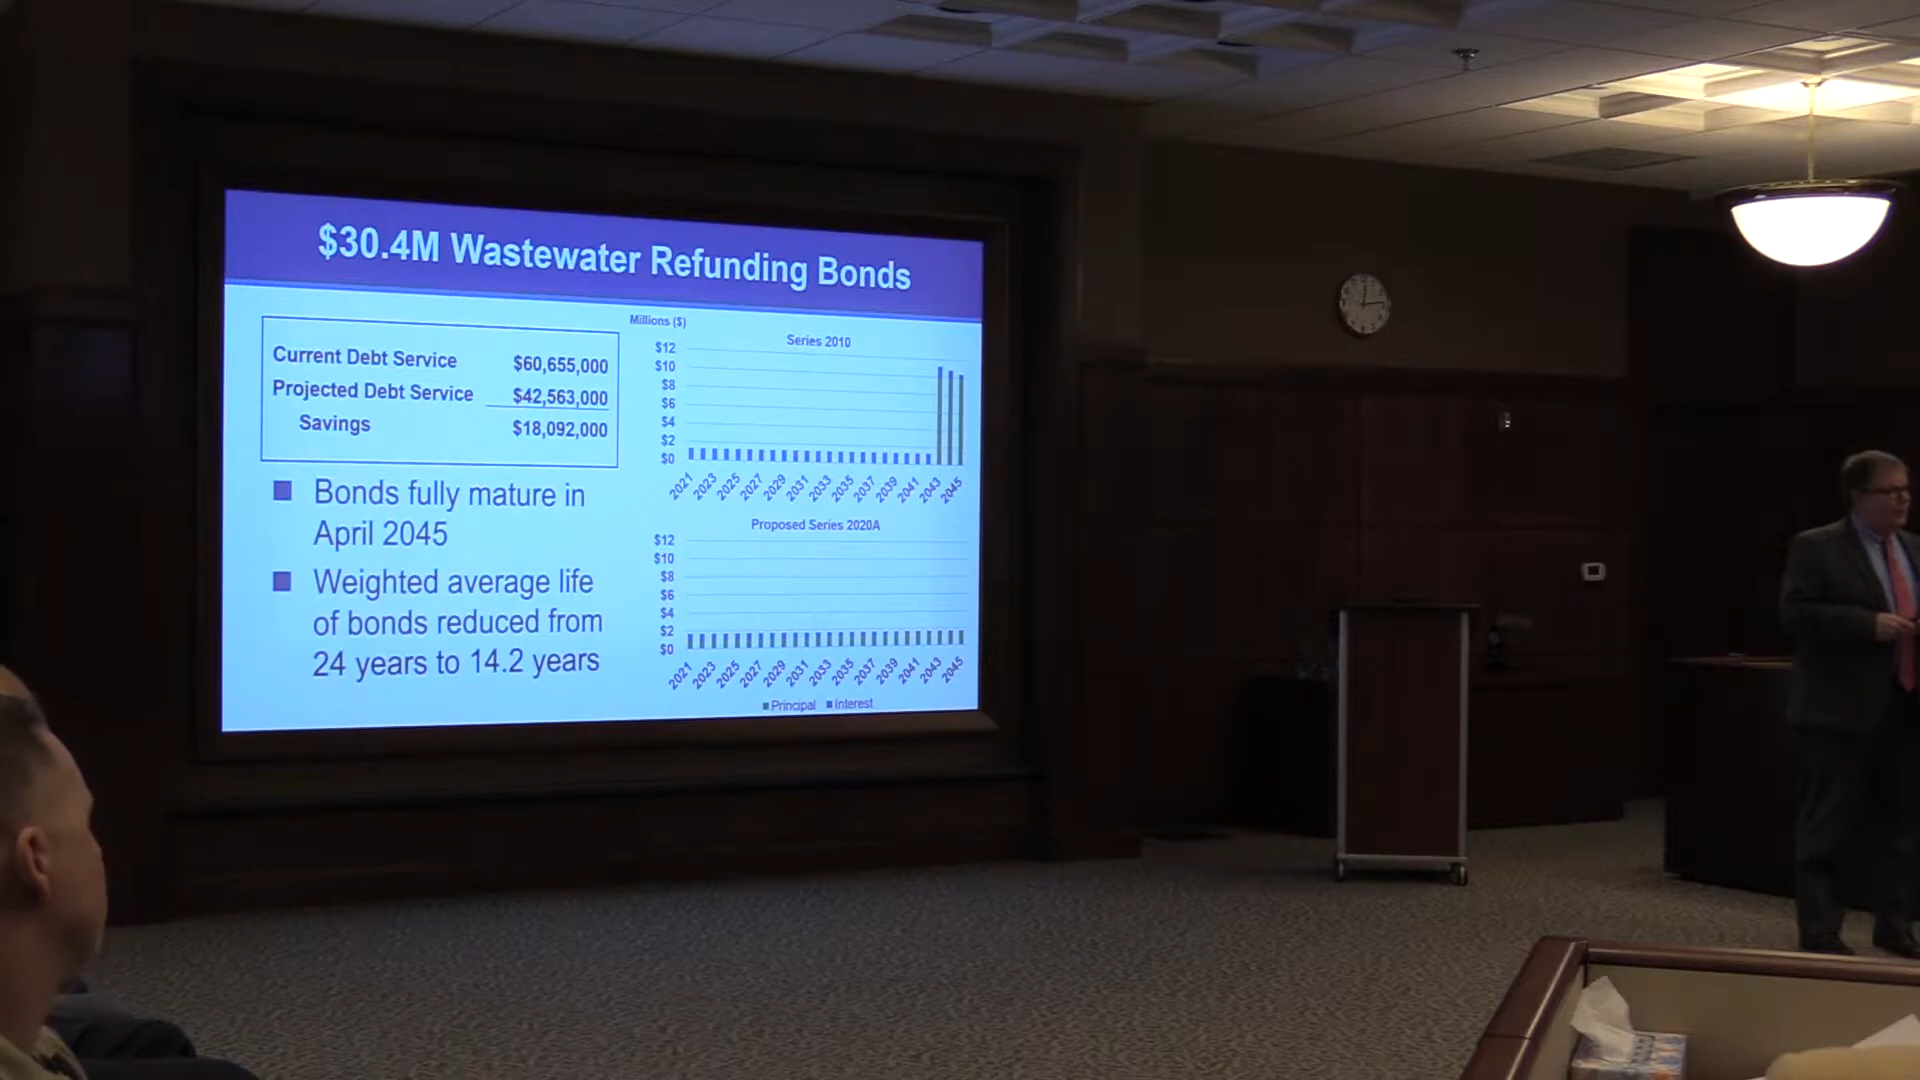 $30.4M Wastewater Refunding Bonds
Current Debt Service $60,655,000
Projected Debt Service $42,563,000
Savings $18,092,000
■ Bonds fully mature in
April 2045
■ Weighted average life
of bonds reduced from
24 years to 14.2 years
Millions ($)
Series 2010
$12
$10
$8
$6
$4
$2
$0
2021 2023 2025 2027 2029 2031 2033 2035 2037 2039 2041 2043 2045
Proposed Series 2020A
$12
$10
$8
$6
$4
$2
$0
2021 2023 2025 2027 2029 2031 2033 2035 2037 2039 2041 2043 2045
■ Principal ■ Interest